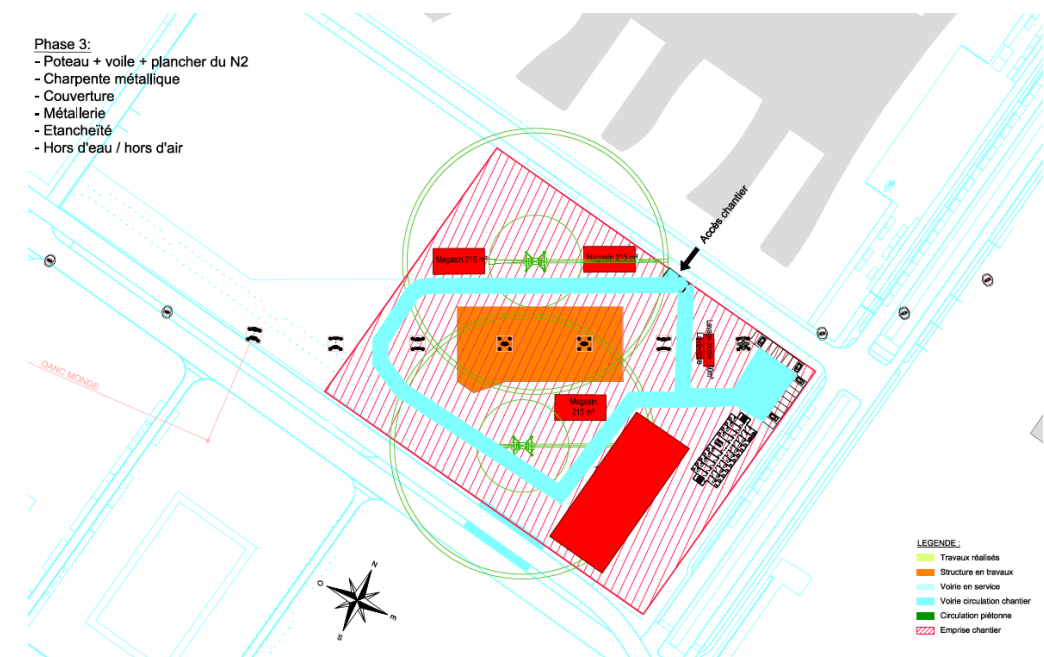 Phase 3:
- Poteau + voile + plancher du N2
- Charpente métallique
- Couverture
- Métallerie
- Etancheïté
- Hors d'eau / hors d'air
Accès chantier
Magasin 215 m²
Magasin 215 m²
Magasin
215 m²
OANC MONGE
N
O
E
S
LEGENDE :
Travaux réalisés
Structure en travaux
Voirie en service
Voirie circulation chantier
Circulation piétonne
Emprise chantier